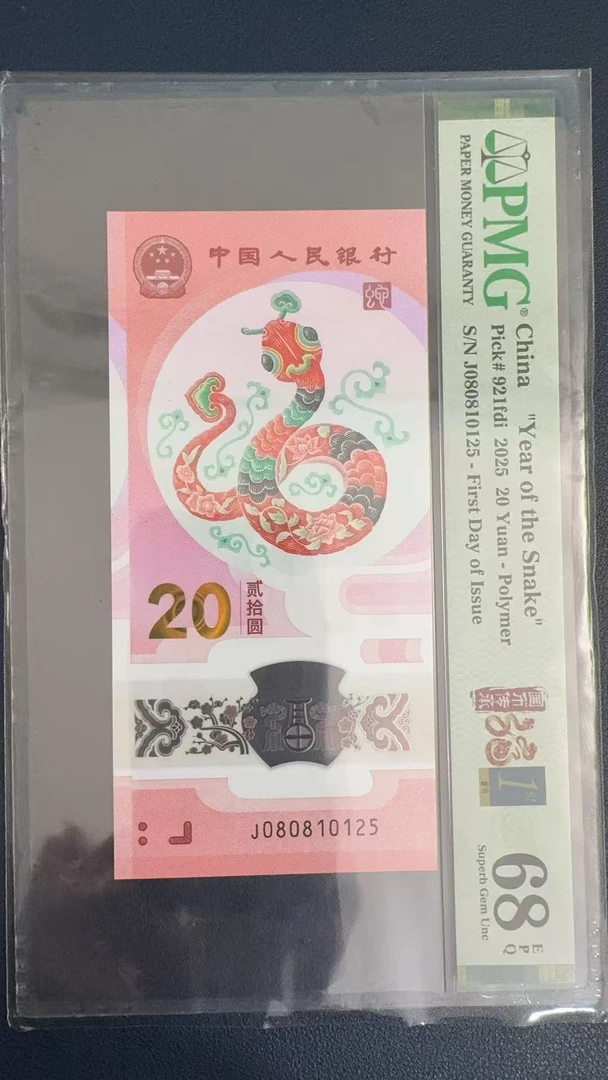 中国人民银行
20
贰拾圆
J080810125
PMG®
PAPER MONEY GUARANTY
China "Year of the Snake"
Pick# 921fdi 2025 20 Yuan - Polymer
S/N J080810125 - First Day of Issue
1
68
EPQ
Superb Gem Unc